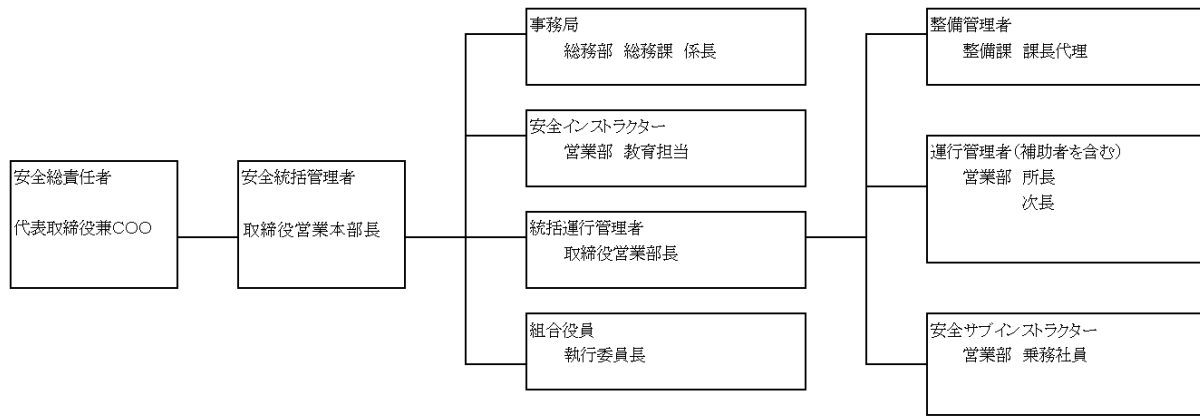 安全総責任者
代表取締役兼COO
安全統括管理者
取締役営業本部長
事務局
総務部 総務課 係長
安全インストラクター
営業部 教育担当
統括運行管理者
取締役営業部長
組合役員
執行委員長
整備管理者
整備課 課長代理
運行管理者(補助者を含む)
営業部 所長
次長
安全サブインストラクター
営業部 乗務社員